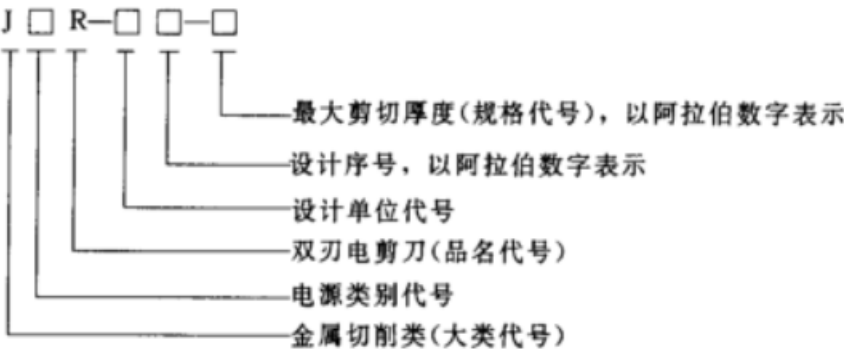 J □ R—□ □—□
最大剪切厚度(规格代号)，以阿拉伯数字表示
设计序号，以阿拉伯数字表示
设计单位代号
双刃电剪刀(品名代号)
电源类别代号
金属切削类(大类代号)